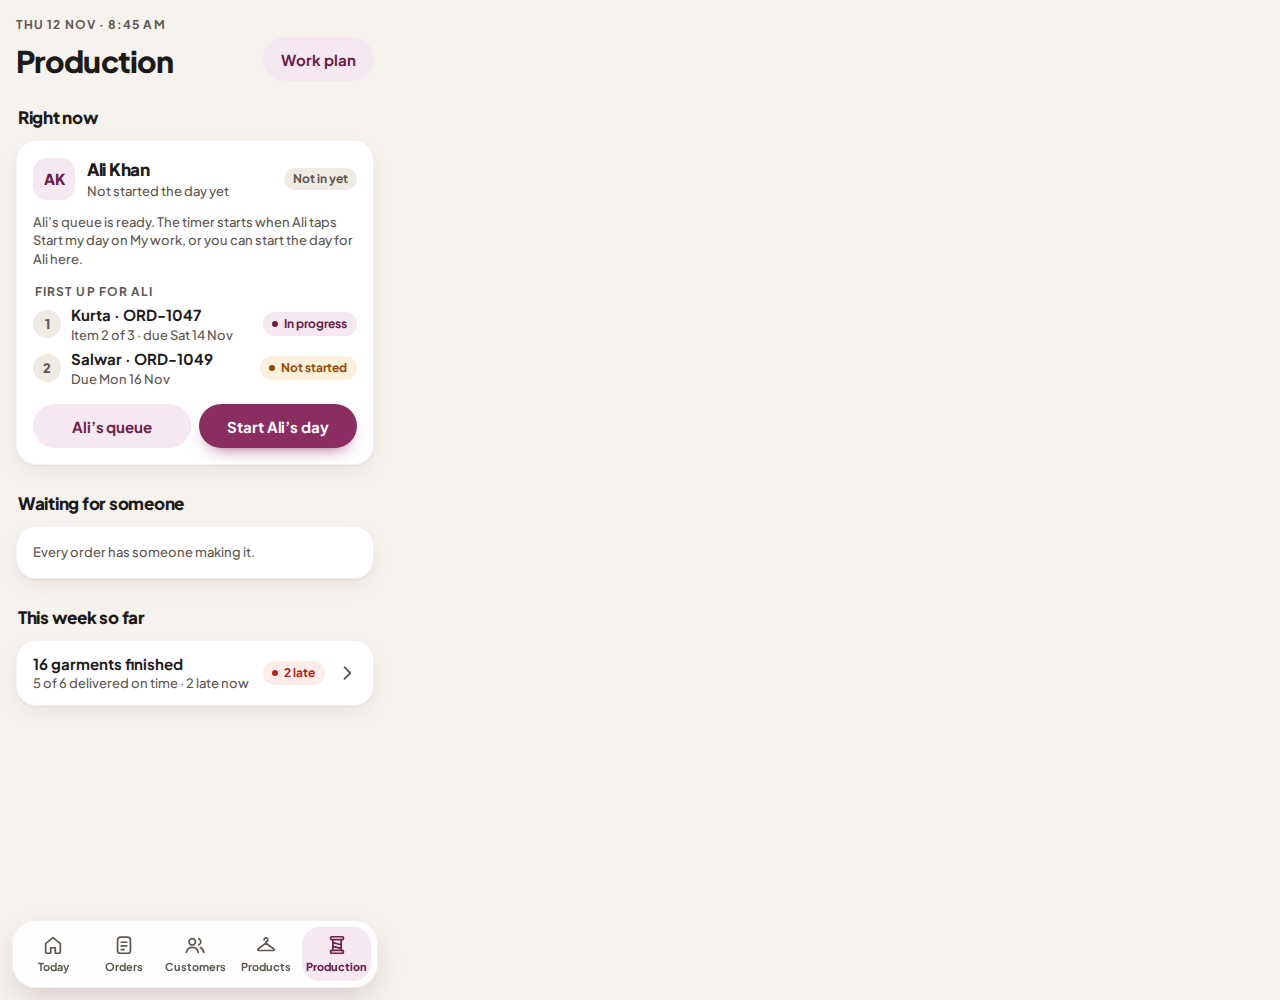 THU 12 NOV · 8:45 AM
Production
Work plan
Right now
AK
Ali Khan
Not started the day yet
Not in yet
Ali’s queue is ready. The timer starts when Ali taps
Start my day on My work, or you can start the day for
Ali here.
FIRST UP FOR ALI
1
Kurta · ORD-1047
Item 2 of 3 · due Sat 14 Nov
In progress
2
Salwar · ORD-1049
Due Mon 16 Nov
Not started
Ali’s queue
Start Ali’s day
Waiting for someone
Every order has someone making it.
This week so far
16 garments finished
5 of 6 delivered on time · 2 late now
2 late
Today
Orders
Customers
Products
Production